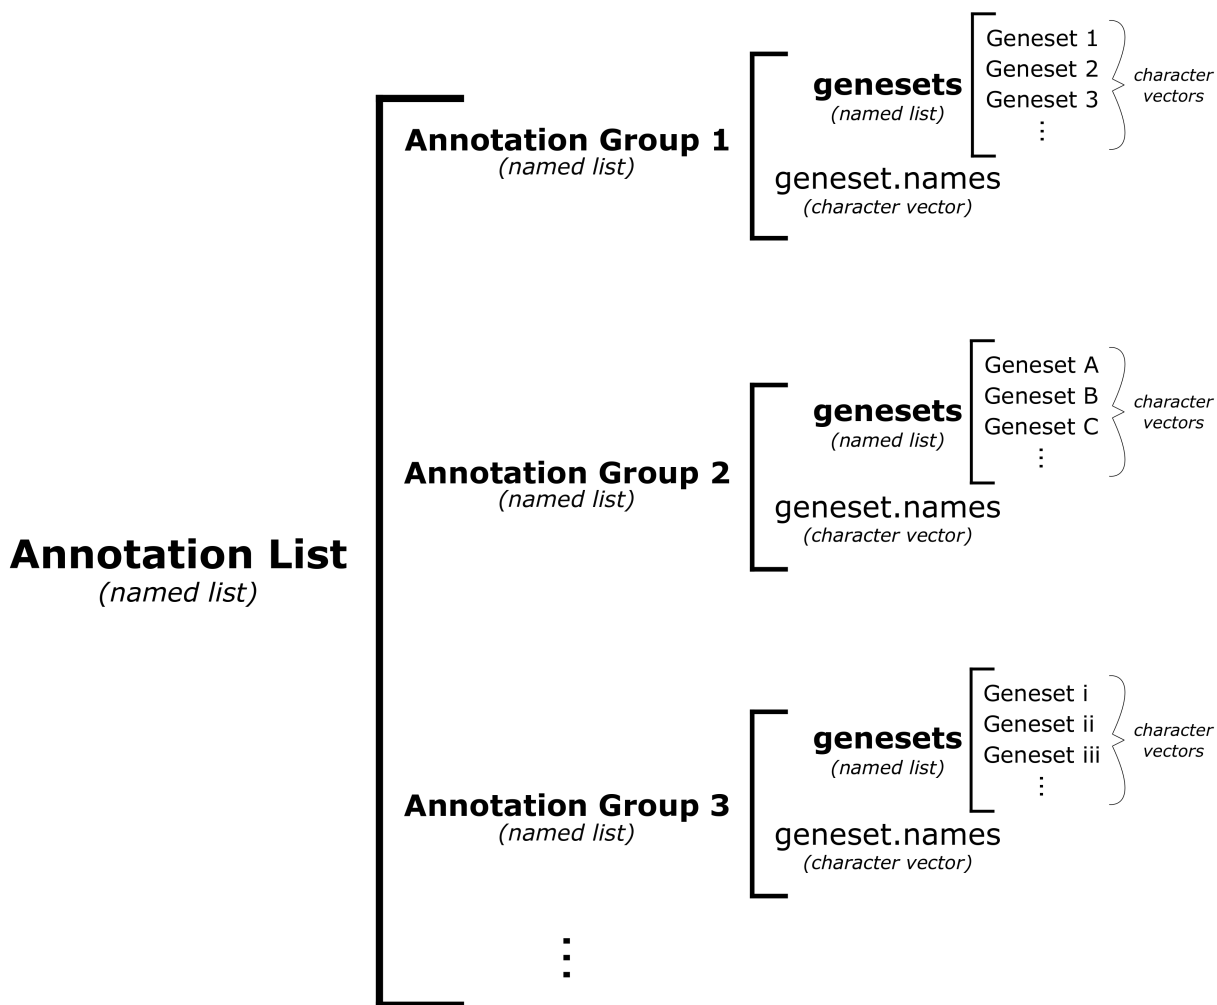 Annotation List
(named list)
Annotation Group 1
(named list)
genesets
(named list)
Geneset 1
Geneset 2
Geneset 3
⋮
character
vectors
geneset.names
(character vector)
Annotation Group 2
(named list)
genesets
(named list)
Geneset A
Geneset B
Geneset C
⋮
character
vectors
geneset.names
(character vector)
Annotation Group 3
(named list)
genesets
(named list)
Geneset i
Geneset ii
Geneset iii
⋮
character
vectors
geneset.names
(character vector)
⋮